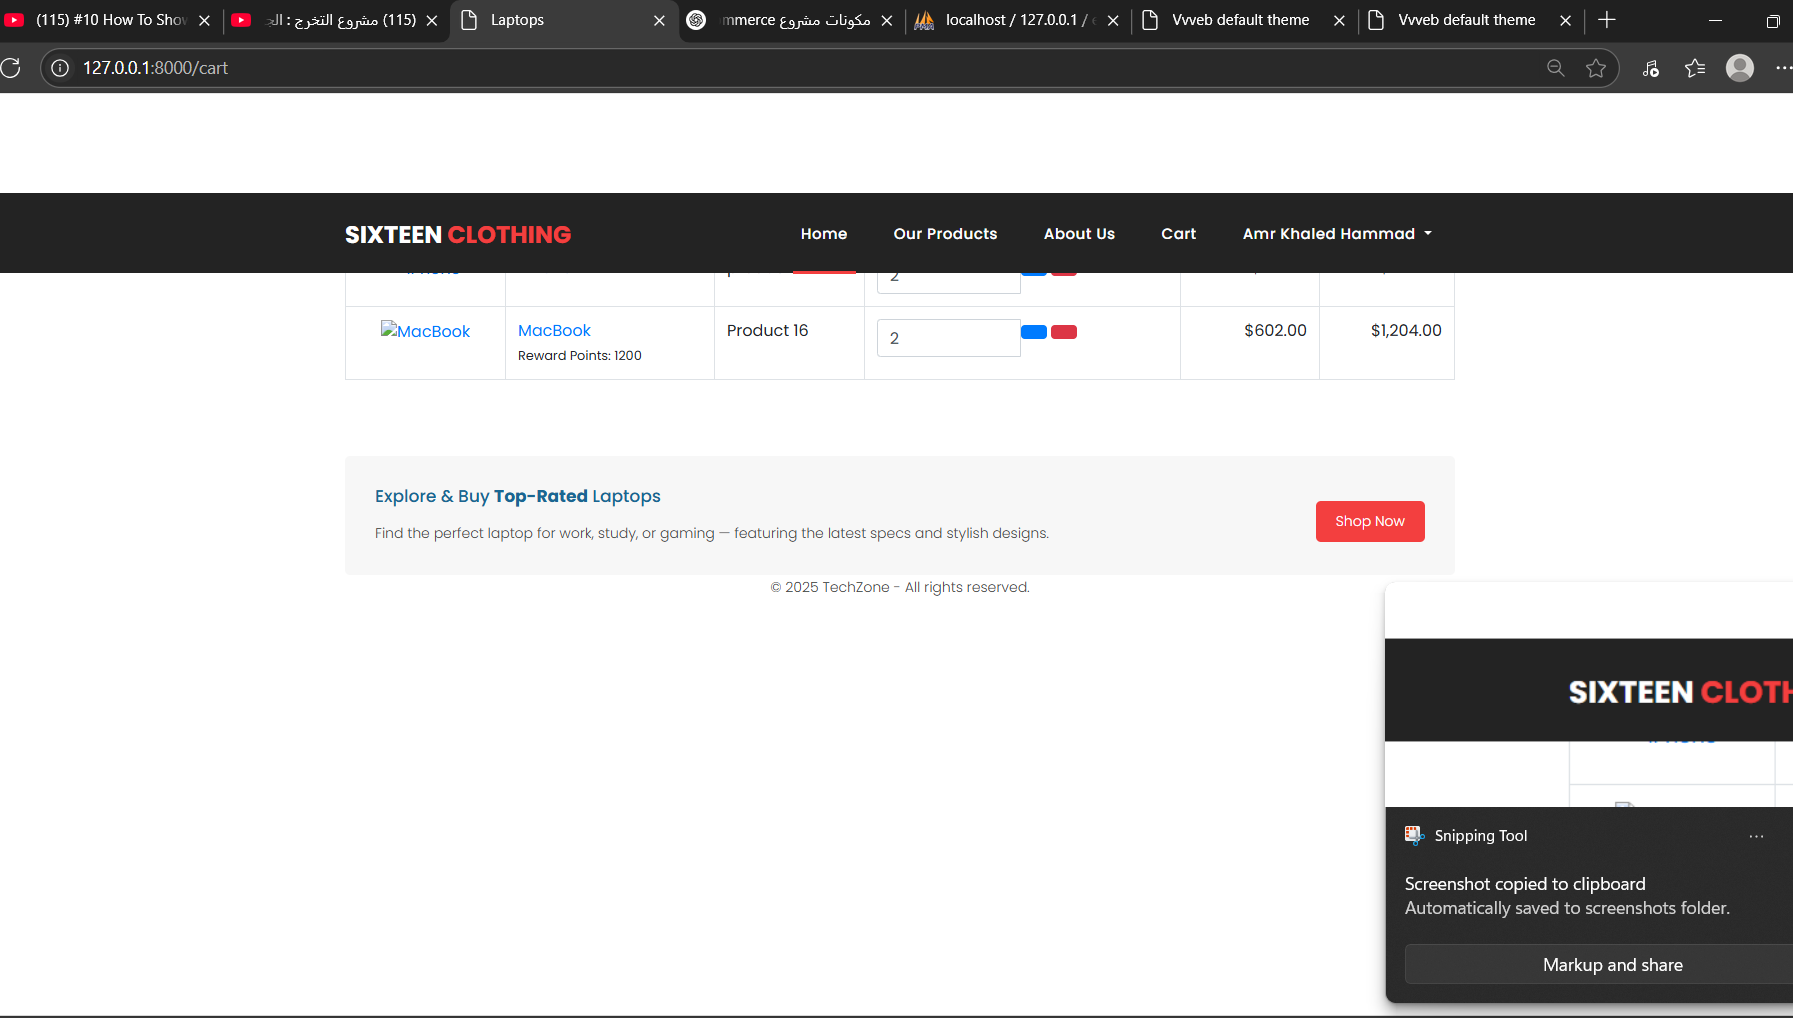 (115) #10 How To Shov
(115) مشروع التخرج : الج
Laptops
مكونات مشروع mmerce
localhost / 127.0.0.1 / e
Vvveb default theme
Vvveb default theme
127.0.0.1:8000/cart
SIXTEEN CLOTHING
Home
Our Products
About Us
Cart
Amr Khaled Hammad
2
MacBook
MacBook
Reward Points: 1200
Product 16
2
$602.00
$1,204.00
Explore & Buy Top-Rated Laptops
Find the perfect laptop for work, study, or gaming — featuring the latest specs and stylish designs.
Shop Now
© 2025 TechZone - All rights reserved.
SIXTEEN CLOTH
Snipping Tool
Screenshot copied to clipboard
Automatically saved to screenshots folder.
Markup and share